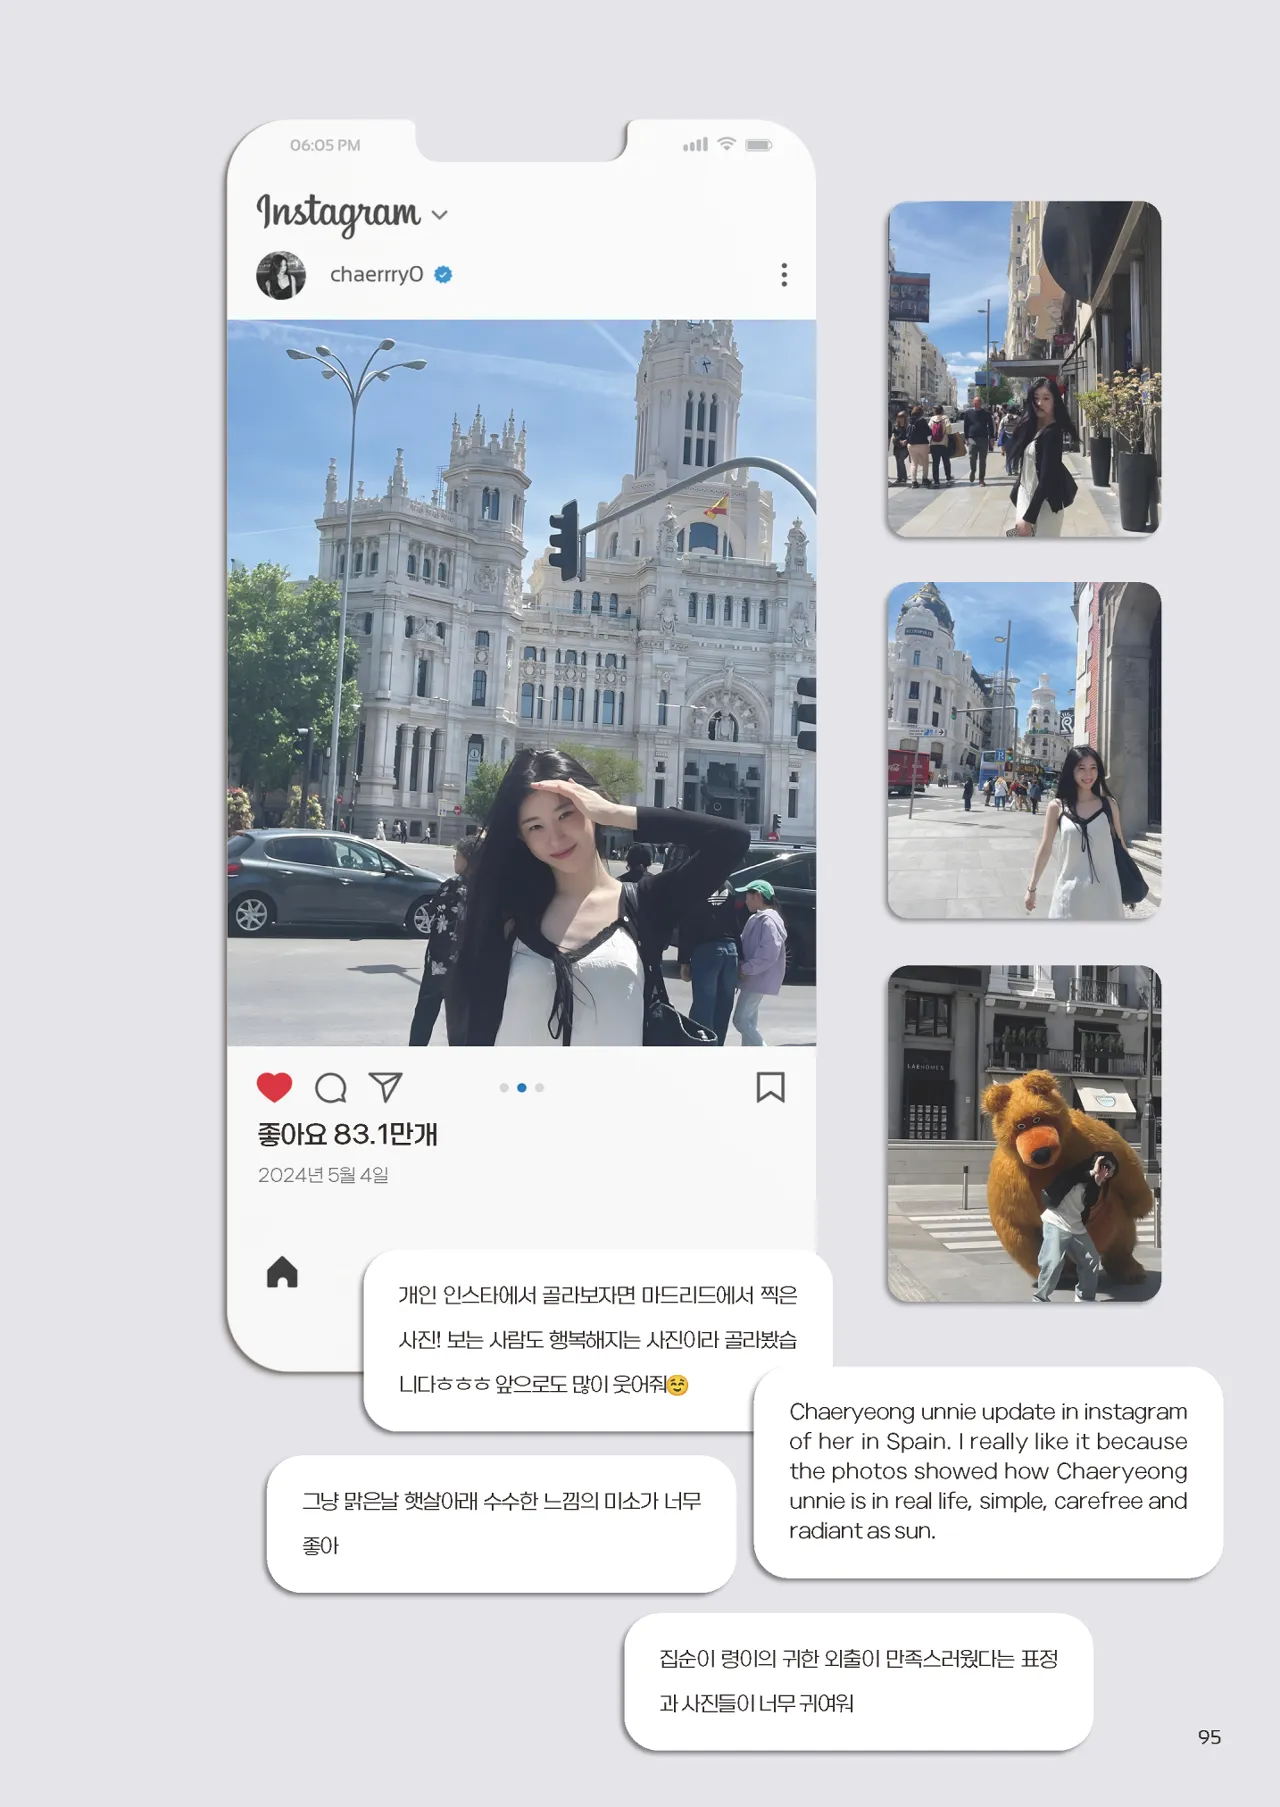 06:05 PM
Instagram
chaerrry0
METROPOLIS
LARHOMES
좋아요 83.1만개
2024년 5월 4일
개인 인스타에서 골라보자면 마드리드에서 찍은
사진! 보는 사람도 행복해지는 사진이라 골라봤습
니다ㅎㅎㅎ 앞으로도 많이 웃어줘☺️
Chaeryeong unnie update in instagram
of her in Spain. I really like it because
the photos showed how Chaeryeong
unnie is in real life, simple, carefree and
radiant as sun.
그냥 맑은날 햇살아래 수수한 느낌의 미소가 너무
좋아
집순이 령이의 귀한 외출이 만족스러웠다는 표정
과 사진들이 너무 귀여워
95